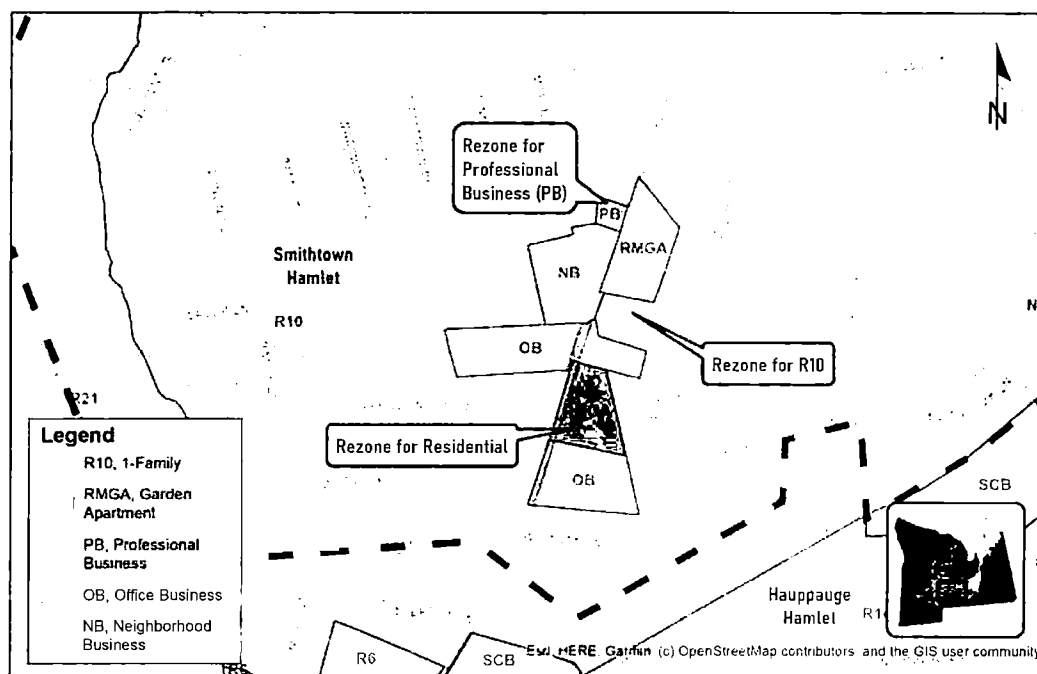 N
Rezone for
Professional
Business (PB)
PB
RMGA
Smithtown
Hamlet
NB
R10
N
OB
Rezone for R10
R21
Legend
R10, 1-Family
RMGA, Garden
Apartment
PB, Professional
Business
OB, Office Business
NB, Neighborhood
Business
Rezone for Residential
OB
SCB
Hauppauge
Hamlet
R1
R6
SCB
Esri, HERE, Garmin, (c) OpenStreetMap contributors, and the GIS user community